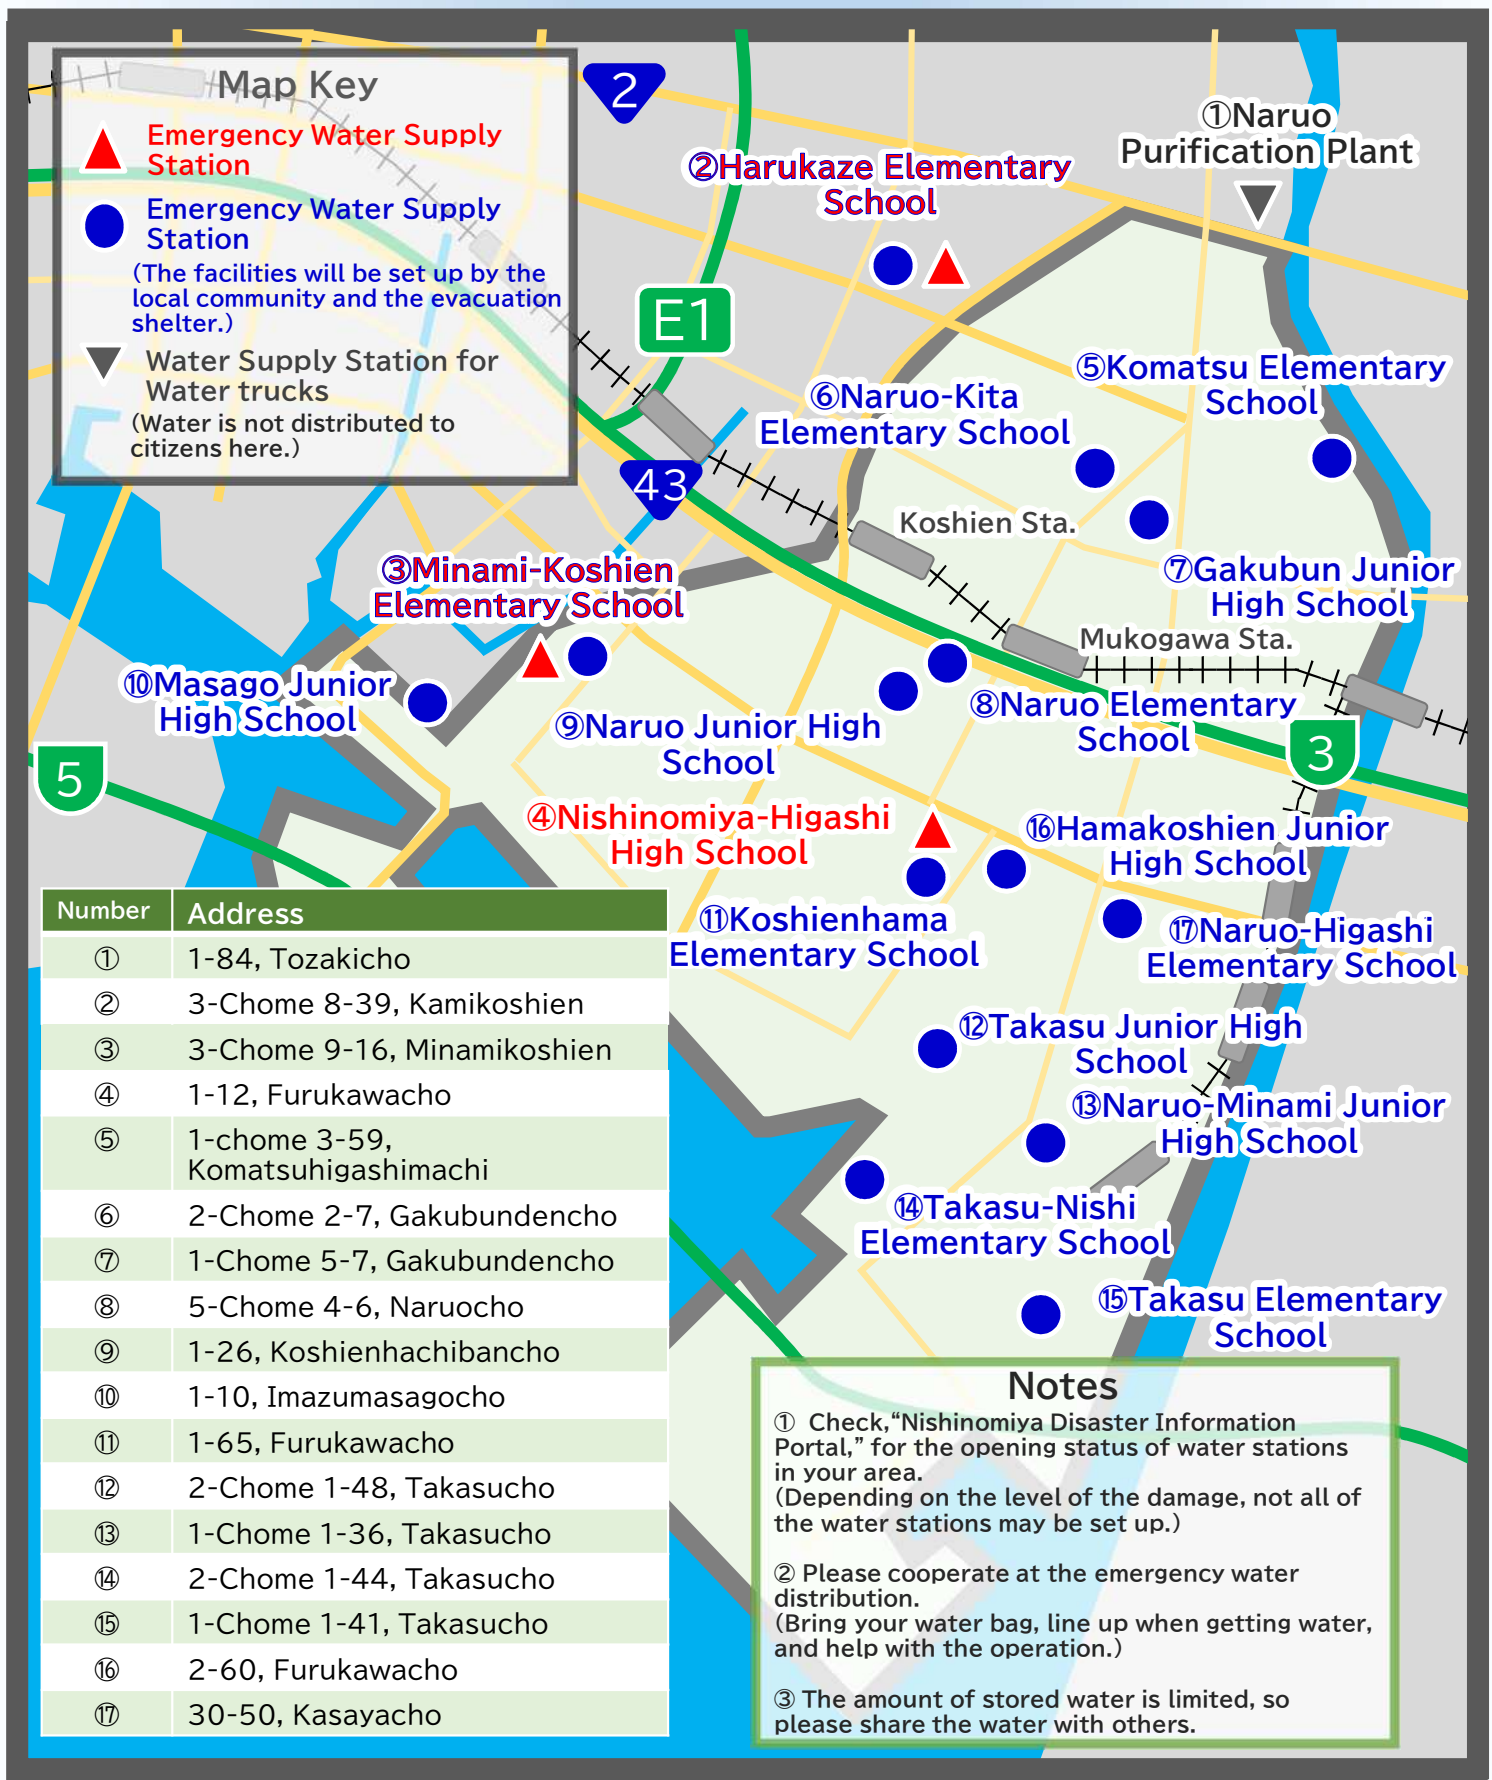 Map Key
Emergency Water Supply
Station
Emergency Water Supply
Station
(The facilities will be set up by the
local community and the evacuation
shelter.)
Water Supply Station for
Water trucks
(Water is not distributed to
citizens here.)
2
E1
43
5
3
①Naruo
Purification Plant
②Harukaze Elementary
School
⑤Komatsu Elementary
School
⑥Naruo-Kita
Elementary School
Koshien Sta.
⑦Gakubun Junior
High School
③Minami-Koshien
Elementary School
Mukogawa Sta.
⑩Masago Junior
High School
⑧Naruo Elementary
School
⑨Naruo Junior High
School
④Nishinomiya-Higashi
High School
⑯Hamakoshien Junior
High School
⑪Koshienhama
Elementary School
⑰Naruo-Higashi
Elementary School
⑫Takasu Junior High
School
⑬Naruo-Minami Junior
High School
⑭Takasu-Nishi
Elementary School
⑮Takasu Elementary
School
Number Address
① 1-84, Tozakicho
② 3-Chome 8-39, Kamikoshien
③ 3-Chome 9-16, Minamikoshien
④ 1-12, Furukawacho
⑤ 1-chome 3-59,
Komatsuhigashimachi
⑥ 2-Chome 2-7, Gakubundencho
⑦ 1-Chome 5-7, Gakubundencho
⑧ 5-Chome 4-6, Naruocho
⑨ 1-26, Koshienhachibancho
⑩ 1-10, Imazumasagocho
⑪ 1-65, Furukawacho
⑫ 2-Chome 1-48, Takasucho
⑬ 1-Chome 1-36, Takasucho
⑭ 2-Chome 1-44, Takasucho
⑮ 1-Chome 1-41, Takasucho
⑯ 2-60, Furukawacho
⑰ 30-50, Kasayacho
Notes
① Check,“Nishinomiya Disaster Information
Portal,” for the opening status of water stations
in your area.
(Depending on the level of the damage, not all of
the water stations may be set up.)
② Please cooperate at the emergency water
distribution.
(Bring your water bag, line up when getting water,
and help with the operation.)
③ The amount of stored water is limited, so
please share the water with others.